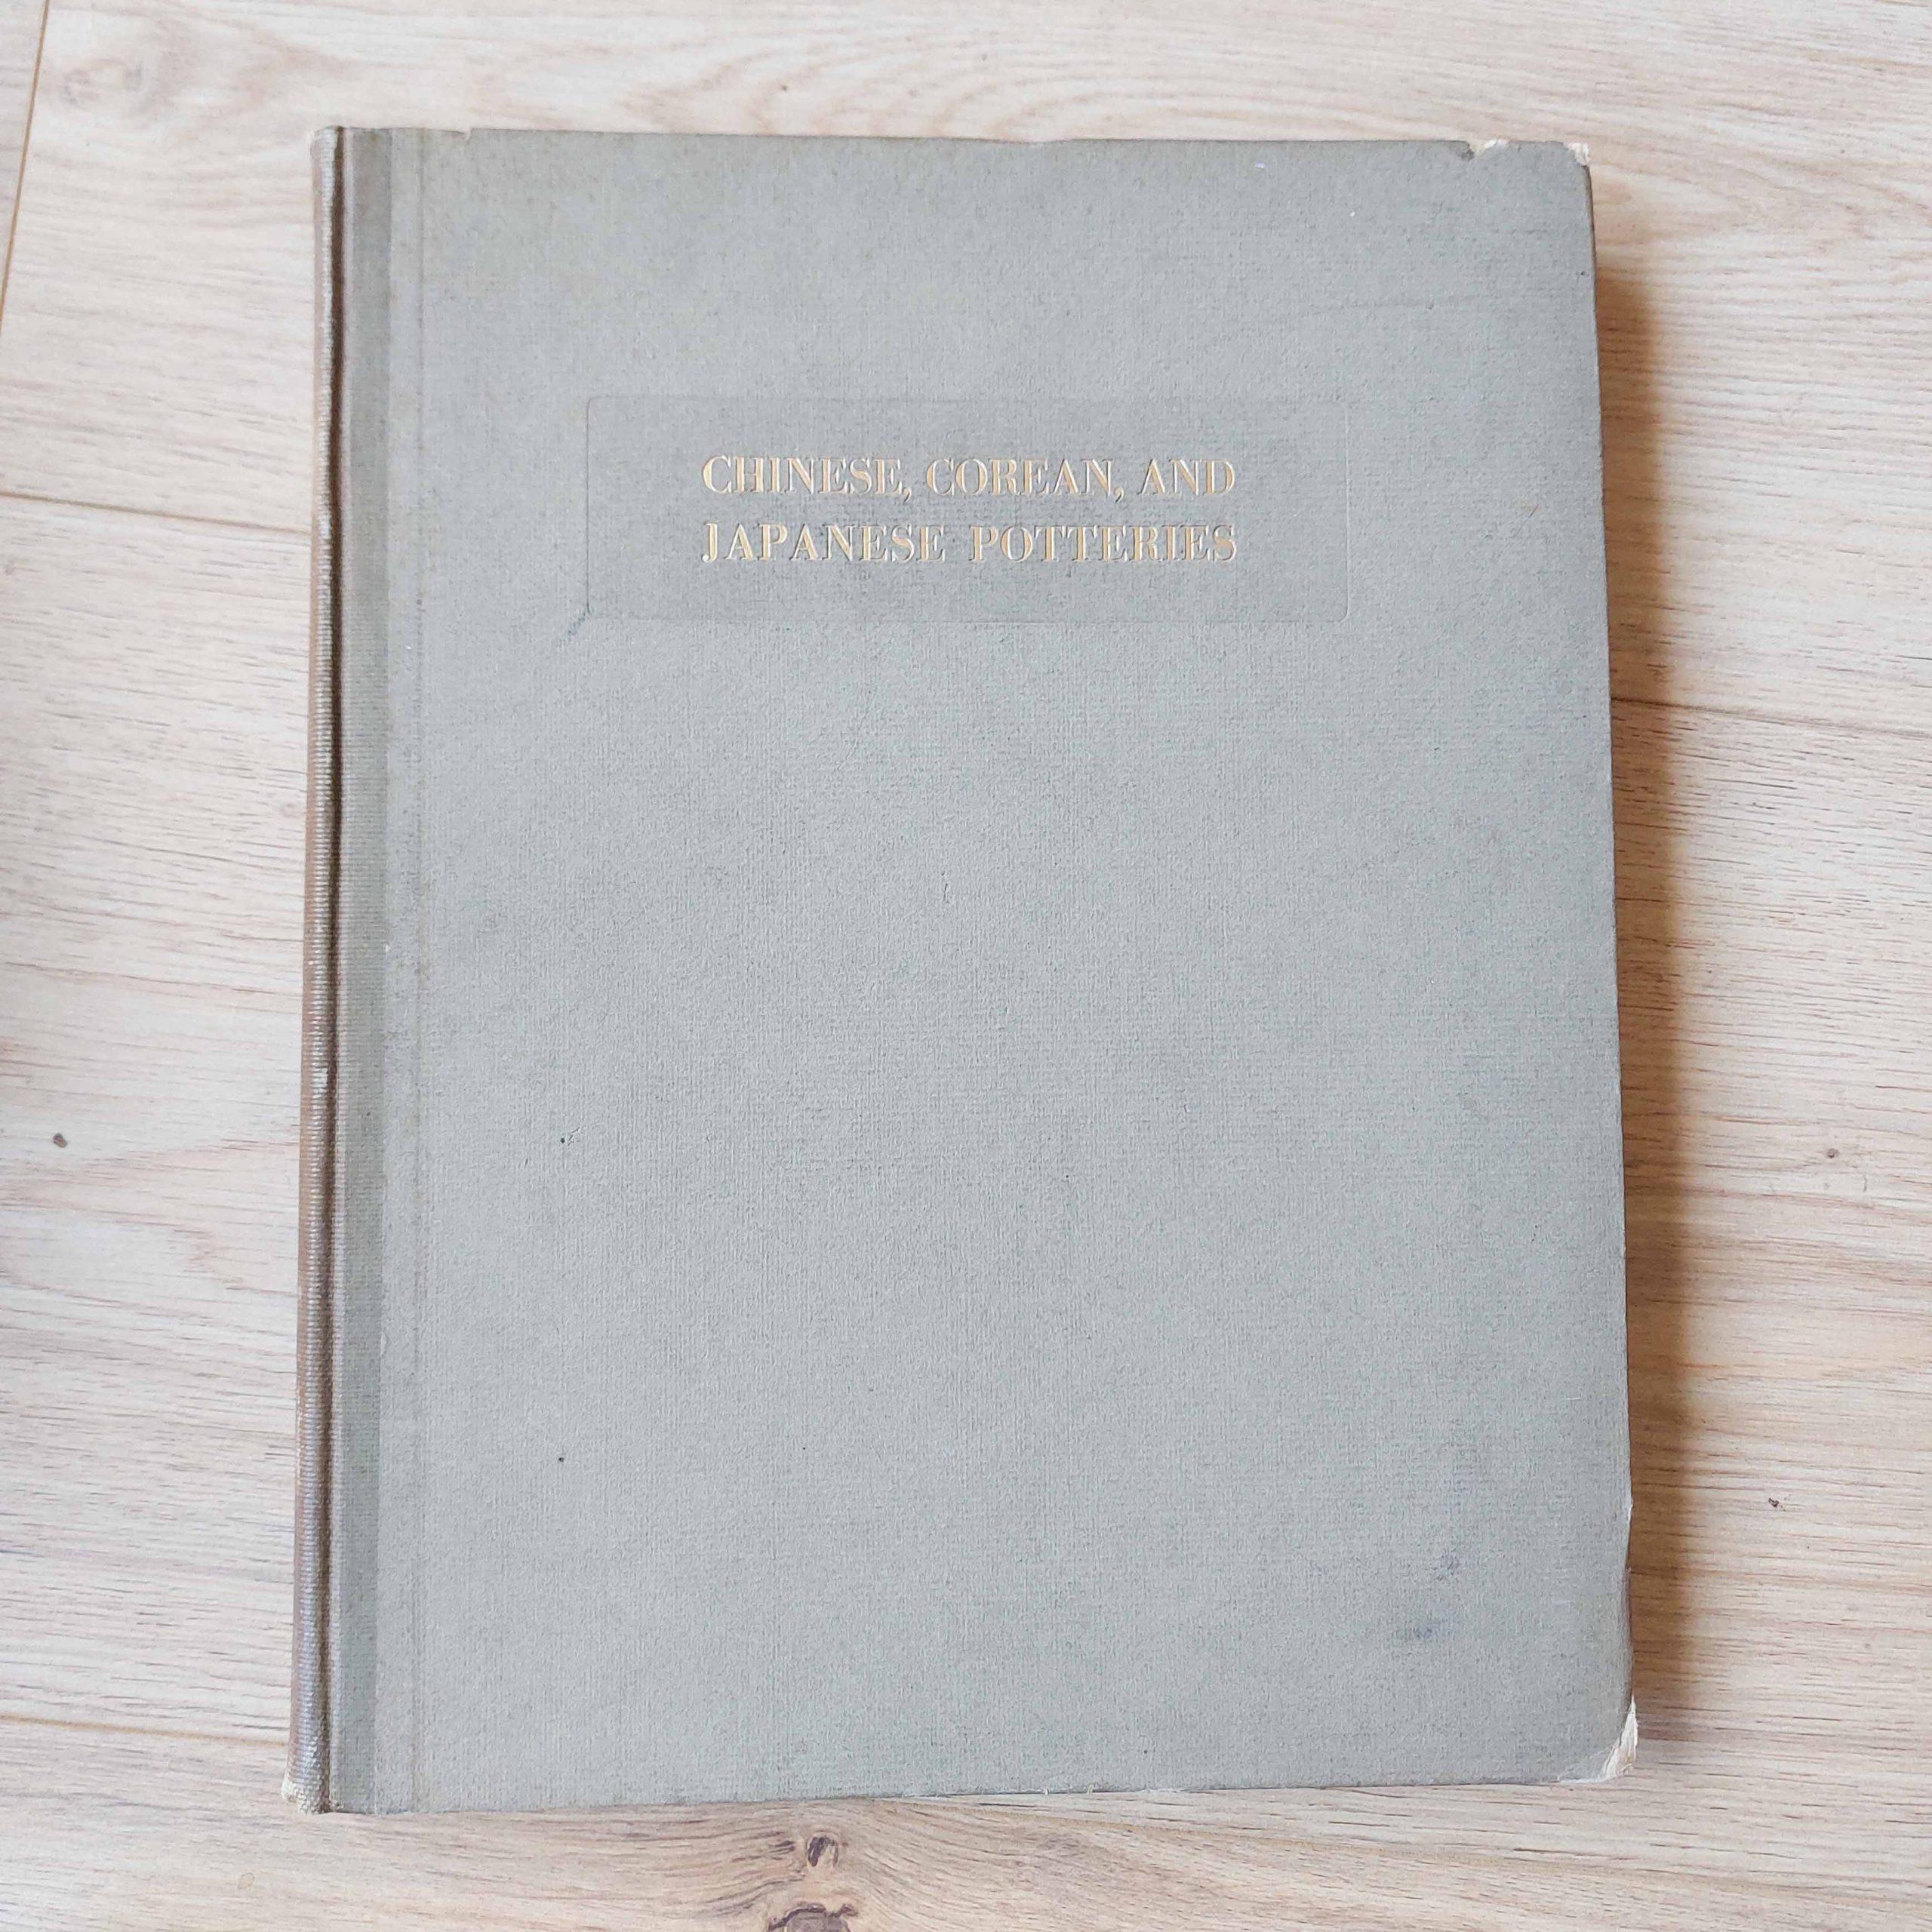 CHINESE, COREAN, AND
JAPANESE POTTERIES